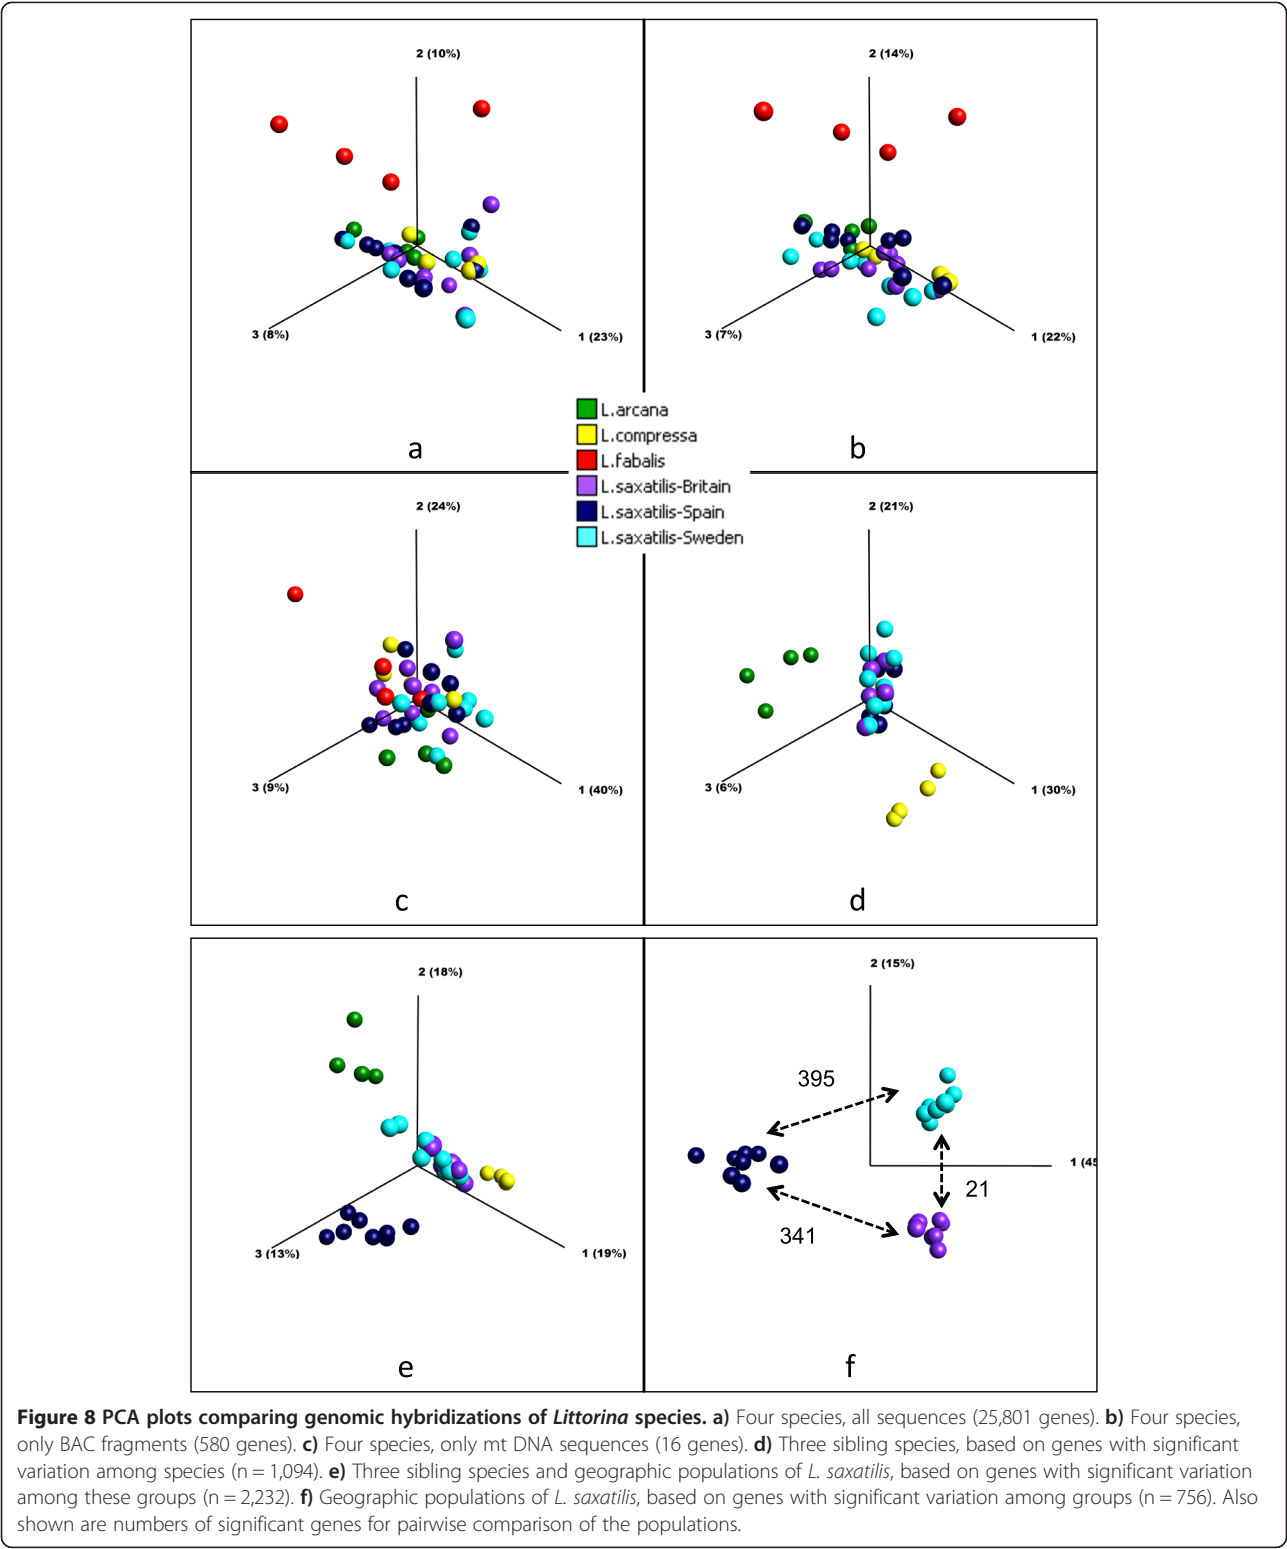 2 (10%)
3 (8%)
1 (23%)
a
2 (14%)
3 (7%)
1 (22%)
b
L.arcana
L.compressa
L.fabalis
L.saxatilis-Britain
L.saxatilis-Spain
L.saxatilis-Sweden
2 (24%)
3 (9%)
1 (40%)
c
2 (21%)
3 (6%)
1 (30%)
d
2 (18%)
3 (13%)
1 (19%)
e
2 (15%)
395
1 (45
21
341
f
Figure 8 PCA plots comparing genomic hybridizations of Littorina species. a) Four species, all sequences (25,801 genes). b) Four species,
only BAC fragments (580 genes). c) Four species, only mt DNA sequences (16 genes). d) Three sibling species, based on genes with significant
variation among species (n = 1,094). e) Three sibling species and geographic populations of L. saxatilis, based on genes with significant variation
among these groups (n = 2,232). f) Geographic populations of L. saxatilis, based on genes with significant variation among groups (n = 756). Also
shown are numbers of significant genes for pairwise comparison of the populations.